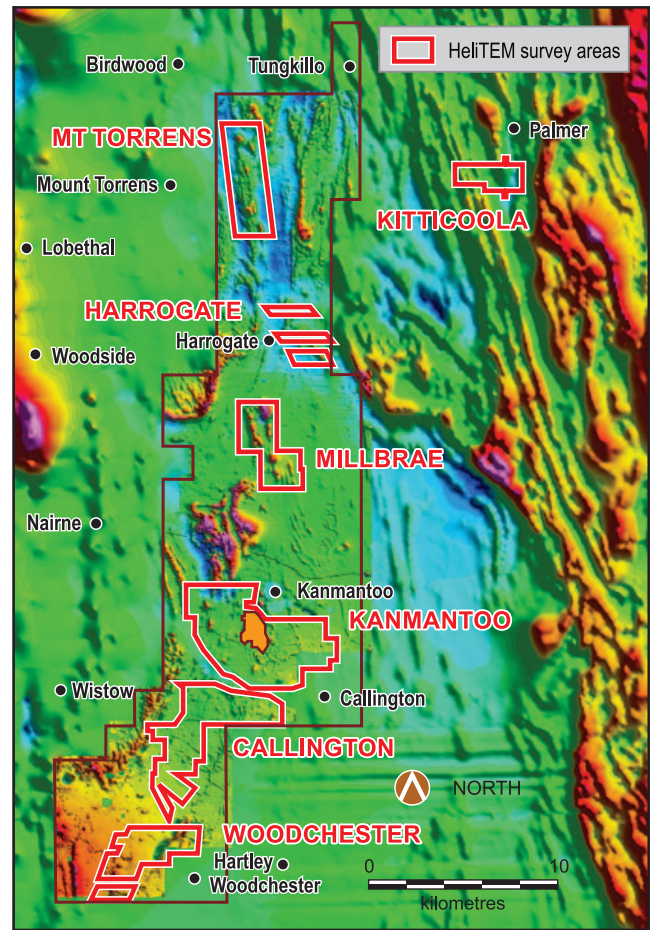 HeliTEM survey areas
Birdwood
Tungkillo
MT TORRENS
Palmer
Mount Torrens
KITTICOOLA
Lobethal
HARROGATE
Harrogate
Woodside
MILLBRAE
Nairne
Kanmantoo
KANMANTOO
Wistow
Callington
CALLINGTON
NORTH
WOODCHESTER
Hartley
Woodchester
0 10
kilometres